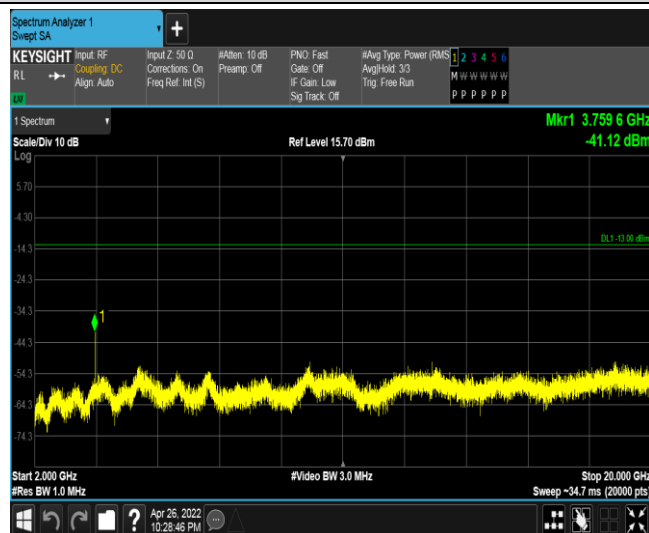 Spectrum Analyzer 1
Swept SA
+
KEYSIGHT Input: RF Input Z: 50 Ω #Atten: 10 dB PNO: Fast #Avg Type: Power (RMS 1 2 3 4 5 6
RL Coupling: DC Corrections: On Preamp: Off Gate: Off Avg|Hold: 3/3 M W W W W W
Align: Auto Freq Ref: Int (S) IF Gain: Low Trig: Free Run
Sig Track: Off P P P P P P
1 Spectrum Mkr1 3.759 6 GHz
Scale/Div 10 dB Ref Level 15.70 dBm -41.12 dBm
Log
5.70
-4.30
DL1 -13.00 dBm
-14.3
-24.3
-34.3
1
-44.3
-54.3
-64.3
-74.3
Start 2.000 GHz #Video BW 3.0 MHz Stop 20.000 GHz
#Res BW 1.0 MHz Sweep ~34.7 ms (20000 pts)
? Apr 26, 2022
10:28:46 PM